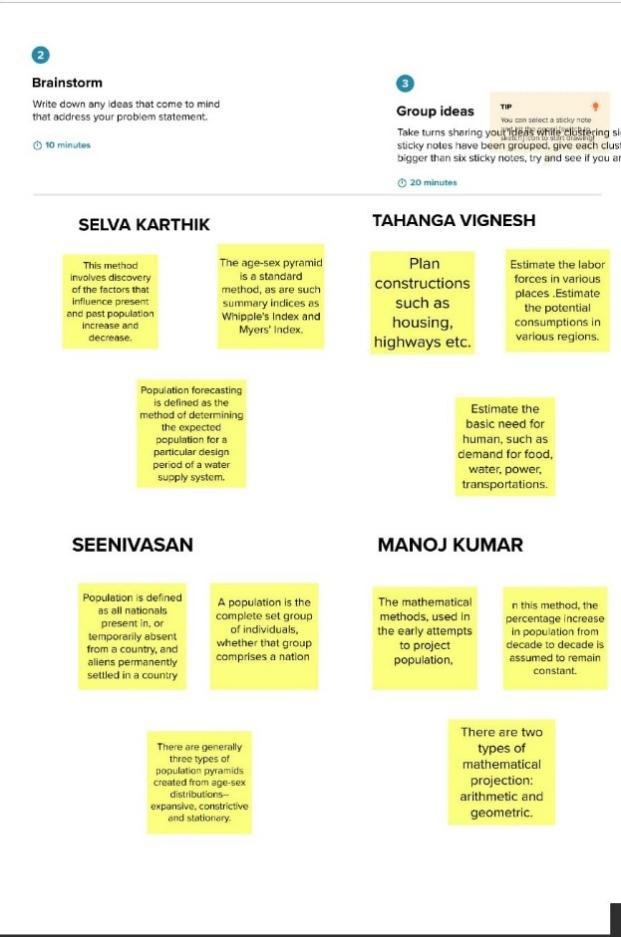 2
Brainstorm
Write down any ideas that come to mind
that address your problem statement.
10 minutes
3
Group ideas
TIP
You can select a sticky note
Take turns sharing your ideas while clustering
sticky notes have been grouped, give each
bigger than six sticky notes, try and see if you
20 minutes
SELVA KARTHIK
This method
involves discovery
of the factors that
influence present
and past population
increase and
decrease.
The age-sex pyramid
is a standard
method, as are such
summary indices as
Whipple's Index and
Myers' Index.
Population forecasting
is defined as the
method of determining
the expected
population for a
particular design
period of a water
supply system.
TAHANGA VIGNESH
Plan
constructions
such as
housing,
highways etc.
Estimate the labor
forces in various
places .Estimate
the potential
consumptions in
various regions.
Estimate the
basic need for
human, such as
demand for food,
water, power,
transportations.
SEENIVASAN
Population is defined
as all nationals
present in, or
temporarily absent
from a country, and
aliens permanently
settled in a country
A population is the
complete set group
of individuals,
whether that group
comprises a nation
There are generally
three types of
population pyramids
created from age-sex
distributions—
expansive, constrictive
and stationary.
MANOJ KUMAR
The mathematical
methods, used in
the early attempts
to project
population,
n this method, the
percentage increase
in population from
decade to decade is
assumed to remain
constant.
There are two
types of
mathematical
projection:
arithmetic and
geometric.